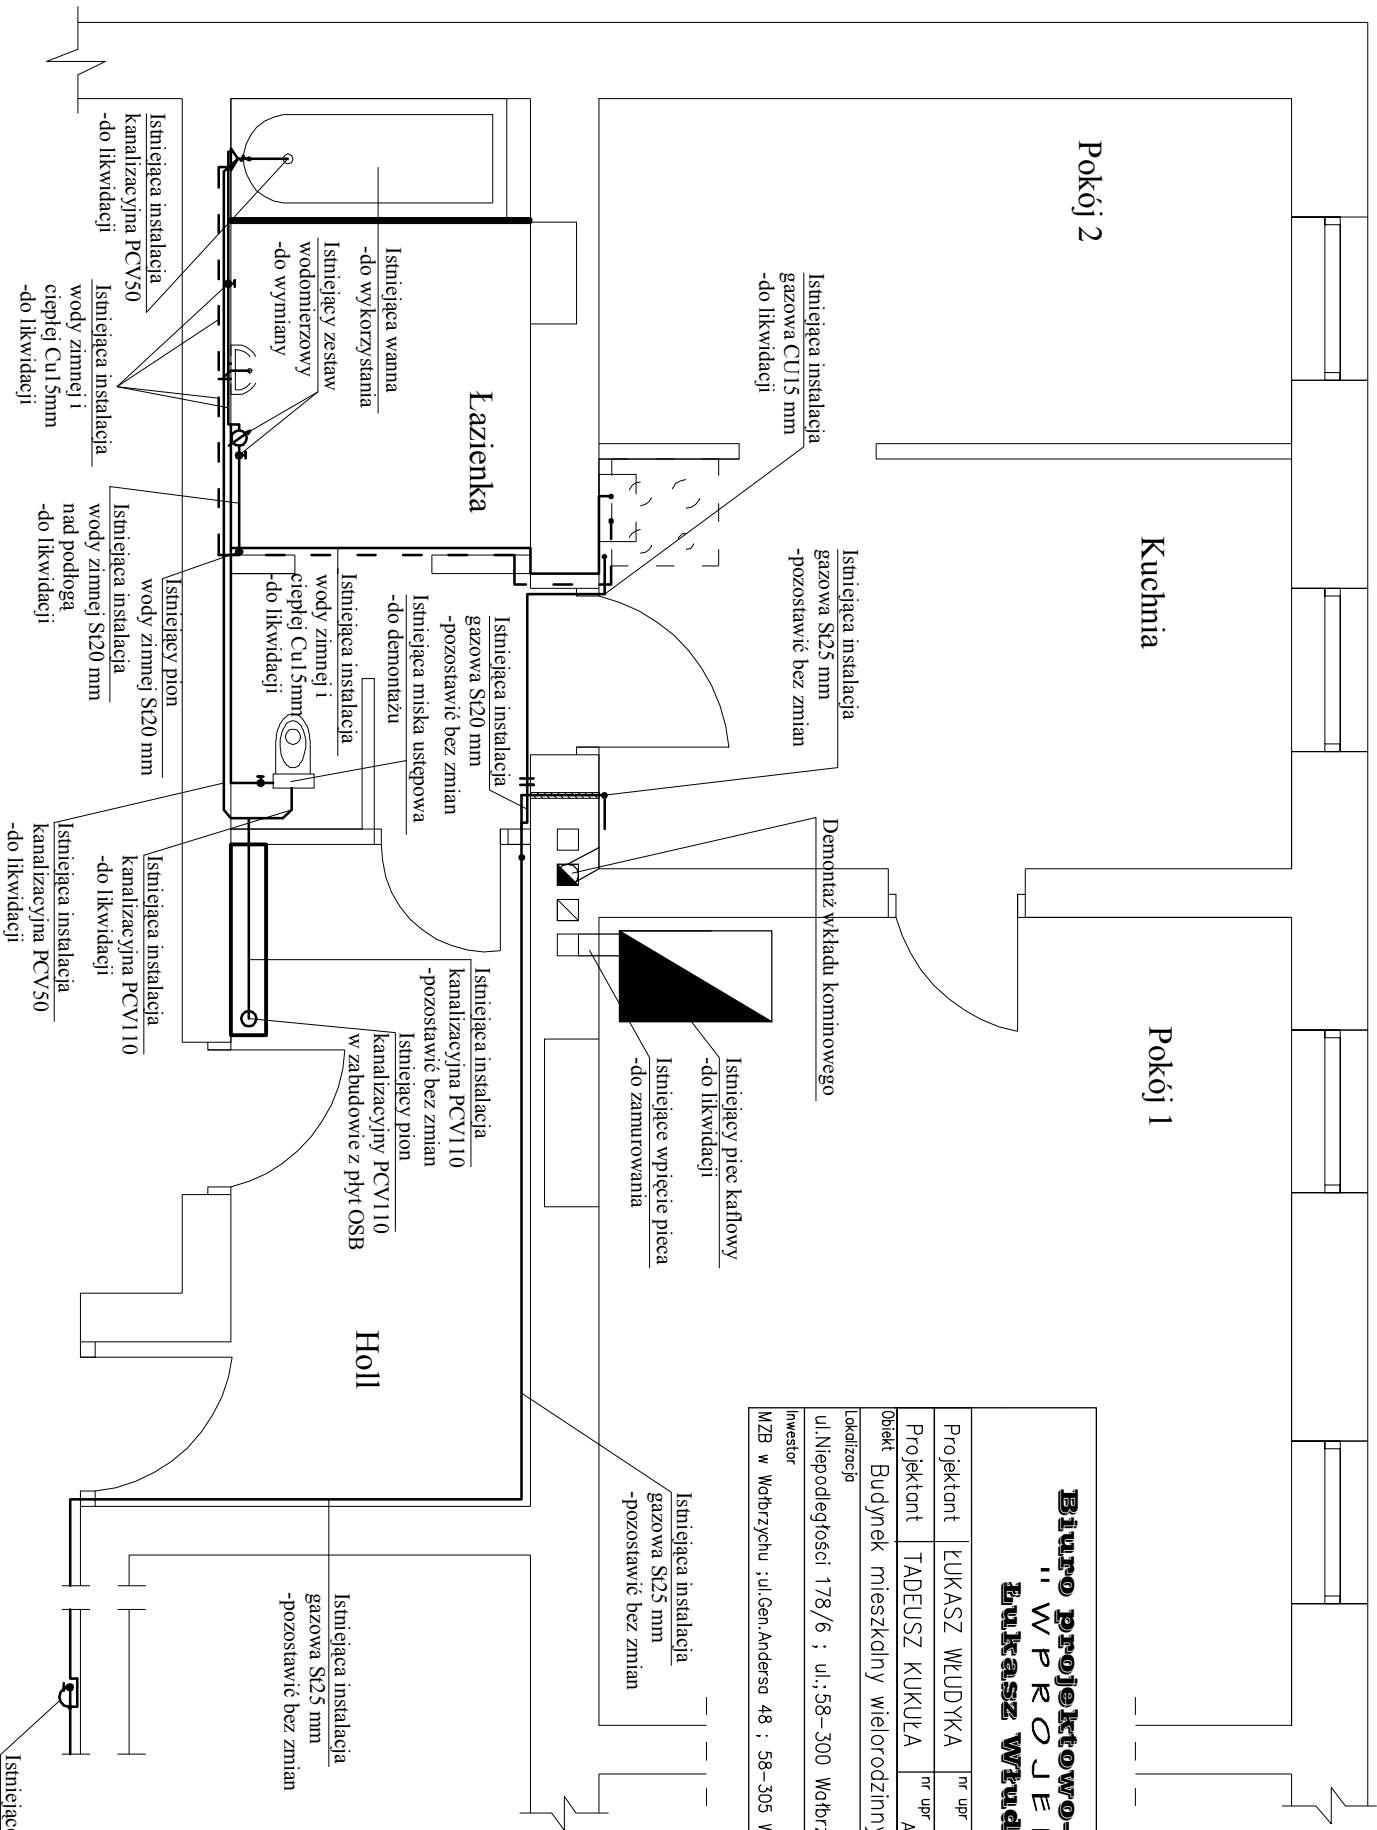 Pokój 2
Kuchnia
Pokój 1
Łazienka
Holl
Istniejąca instalacja
gazowa CU15 mm
-do likwidacji
Istniejąca instalacja
gazowa St25 mm
-pozostawić bez zmian
Demontaż wkładu kominowego
Istniejący piec kaflowy
-do likwidacji
Istniejące wpięcie pieca
-do zamurowania
Istniejąca instalacja
gazowa St25 mm
-pozostawić bez zmian
Istniejąca instalacja
gazowa St20 mm
-pozostawić bez zmian
Istniejąca miska ustępowa
-do demontażu
Istniejąca instalacja
wody zimnej i
ciepłej Cu15mm
-do likwidacji
Istniejąca wanna
-do wykorzystania
Istniejący zestaw
wodomierzowy
-do wymiany
Istniejąca instalacja
kanalizacyjna PCV50
-do likwidacji
Istniejąca instalacja
wody zimnej i
ciepłej Cu15mm
-do likwidacji
Istniejący pion
wody zimnej St20 mm
Istniejąca instalacja
wody zimnej St20 mm
nad podłogą
-do likwidacji
Istniejąca instalacja
kanalizacyjna PCV110
-do likwidacji
Istniejąca instalacja
kanalizacyjna PCV50
-do likwidacji
Istniejąca instalacja
kanalizacyjna PCV110
-pozostawić bez zmian
Istniejący pion
kanalizacyjny PCV110
w zabudowie z płyt OSB
Istniejąca instalacja
gazowa St25 mm
-pozostawić bez zmian
Biuro projektowo-
"WPROJE
Łukasz Włud
Projektant ŁUKASZ WŁUDYKA nr upr
Projektant TADEUSZ KUKUŁA nr upr A
Obiekt Budynek mieszkalny wielorodzinny
Lokalizacja
ul.Niepodległości 178/6 ; ul.;58-300 Wałbrz
Inwestor
MZB w Wałbrzychu ;ul.Gen.Andersa 48 ; 58-305 W
Istniejąc